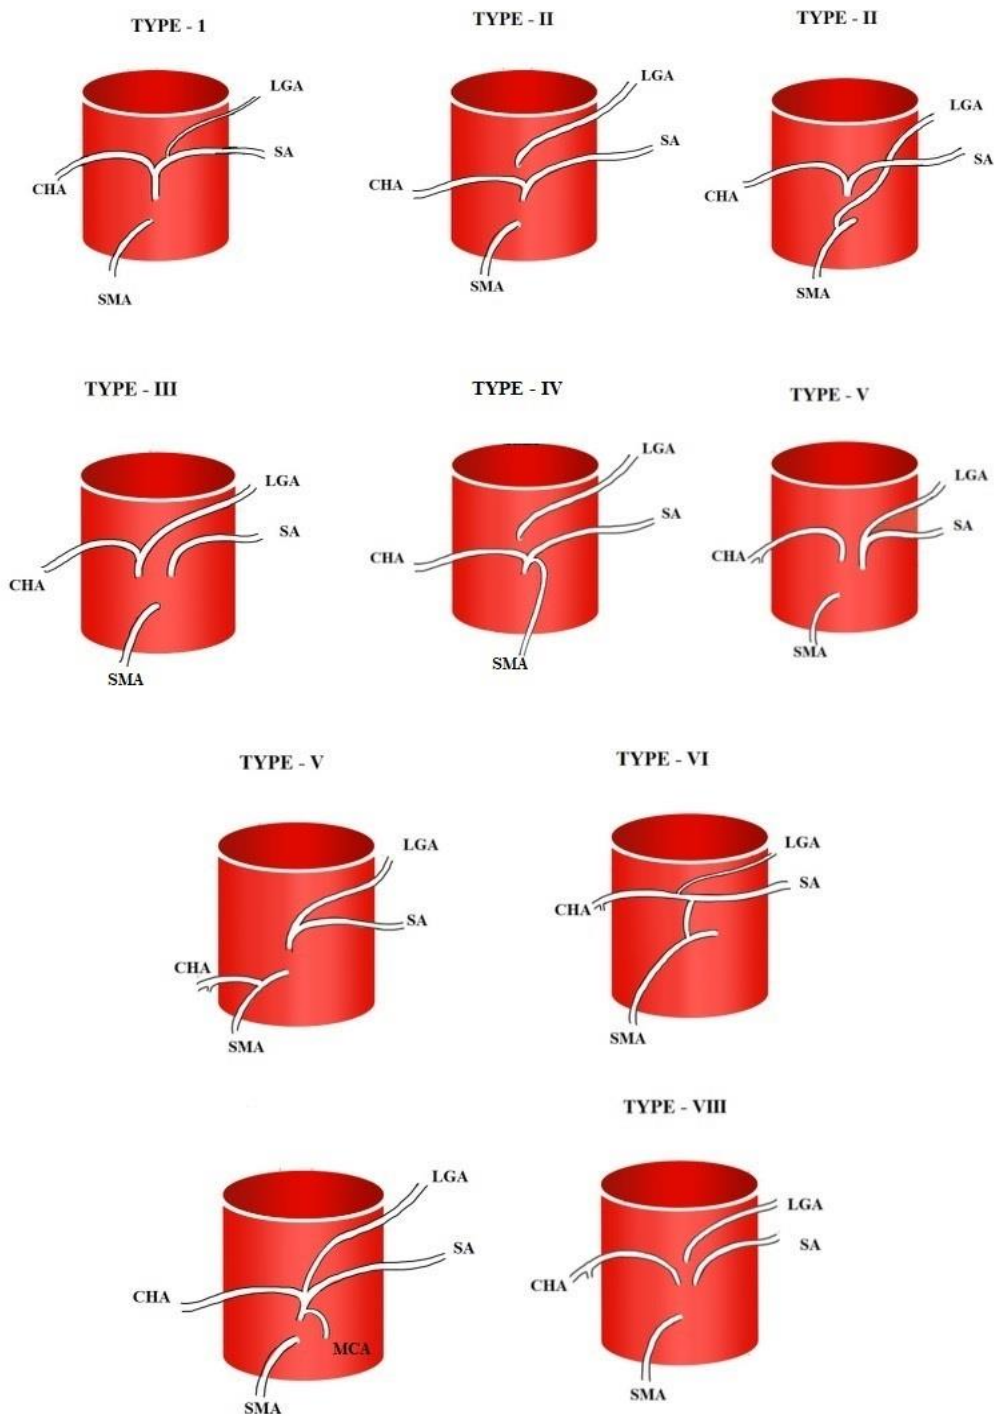 TYPE - 1
TYPE - II
TYPE - II
LGA
SA
CHA
SMA
LGA
SA
CHA
SMA
LGA
SA
CHA
SMA
TYPE - III
TYPE - IV
TYPE - V
LGA
SA
CHA
SMA
LGA
SA
CHA
SMA
LGA
SA
CHA
SMA
TYPE - V
TYPE - VI
LGA
SA
CHA
SMA
LGA
SA
CHA
SMA
TYPE - VIII
LGA
SA
CHA
MCA
SMA
LGA
SA
CHA
SMA